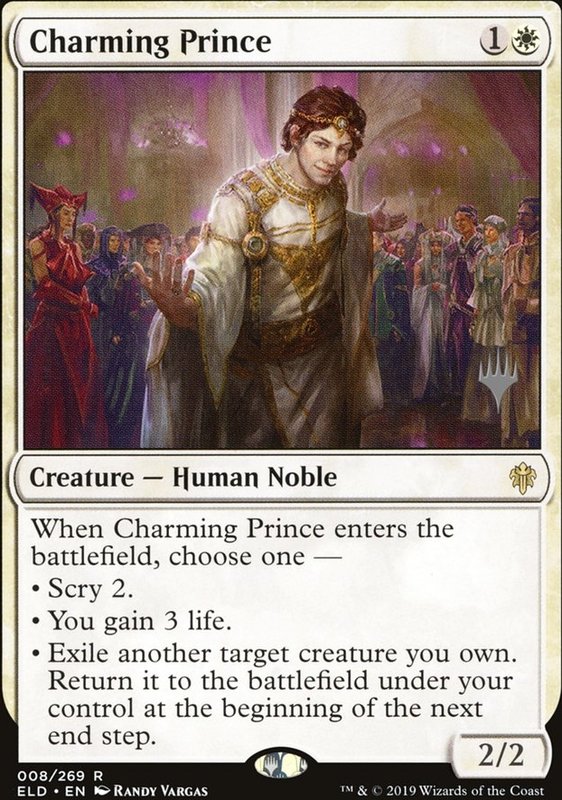 Charming Prince 1
Creature — Human Noble
When Charming Prince enters the
battlefield, choose one —
• Scry 2.
• You gain 3 life.
• Exile another target creature you own.
Return it to the battlefield under your
control at the beginning of the next
end step.
2/2
008/269 R
ELD • EN Randy Vargas
™ & © 2019 Wizards of the Coast